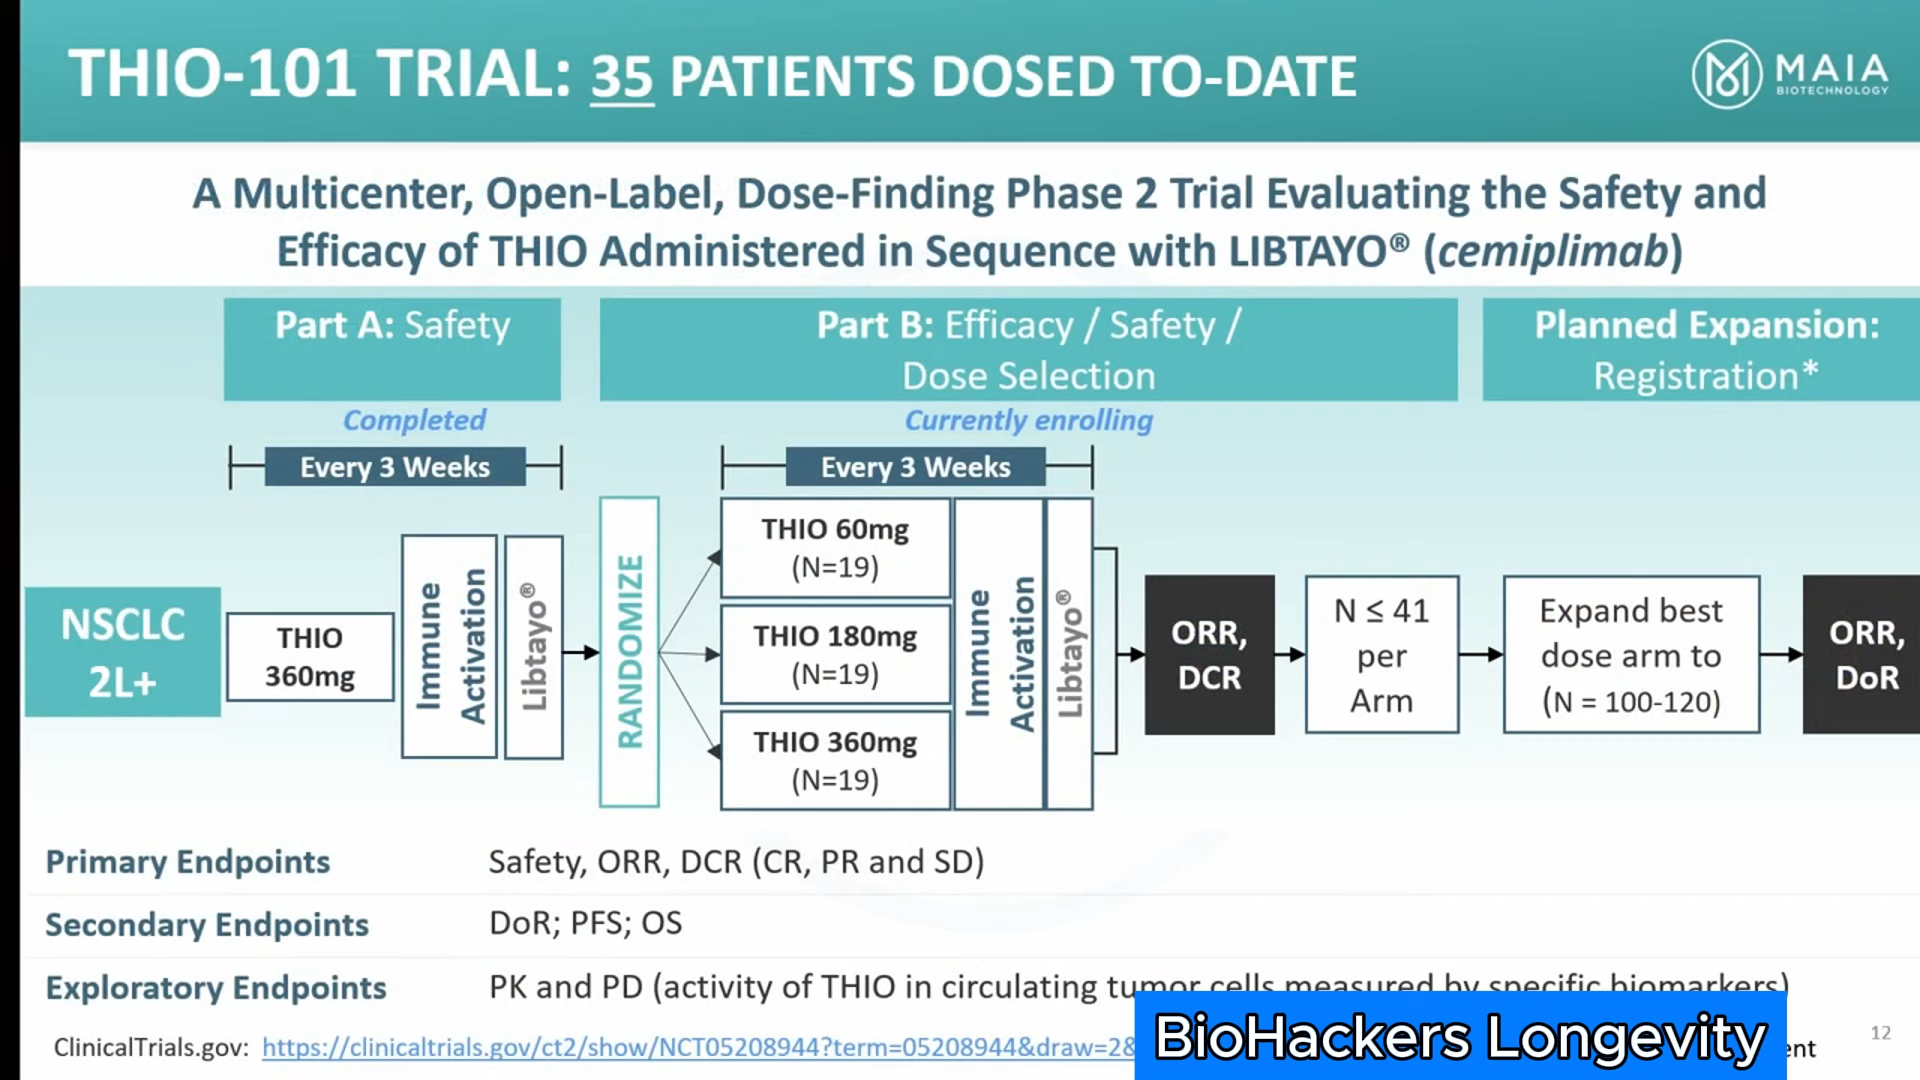 THIO-101 TRIAL: 35 PATIENTS DOSED TO-DATE
MAIA
BIOTECHNOLOGY
A Multicenter, Open-Label, Dose-Finding Phase 2 Trial Evaluating the Safety and
Efficacy of THIO Administered in Sequence with LIBTAYO® (cemiplimab)
Part A: Safety
Part B: Efficacy / Safety /
Dose Selection
Planned Expansion:
Registration*
Completed
Currently enrolling
Every 3 Weeks
Every 3 Weeks
NSCLC
2L+
THIO
360mg
Immune
Activation
Libtayo®
RANDOMIZE
THIO 60mg
(N=19)
THIO 180mg
(N=19)
THIO 360mg
(N=19)
Immune
Activation
Libtayo®
ORR,
DCR
N ≤ 41
per
Arm
Expand best
dose arm to
(N = 100-120)
ORR,
DoR
Primary Endpoints
Safety, ORR, DCR (CR, PR and SD)
Secondary Endpoints
DoR; PFS; OS
Exploratory Endpoints
PK and PD (activity of THIO in circulating tumor cells measured by specific biomarkers)
ClinicalTrials.gov: https://clinicaltrials.gov/ct2/show/NCT05208944?term=05208944&draw=2&
BioHackers Longevity
12